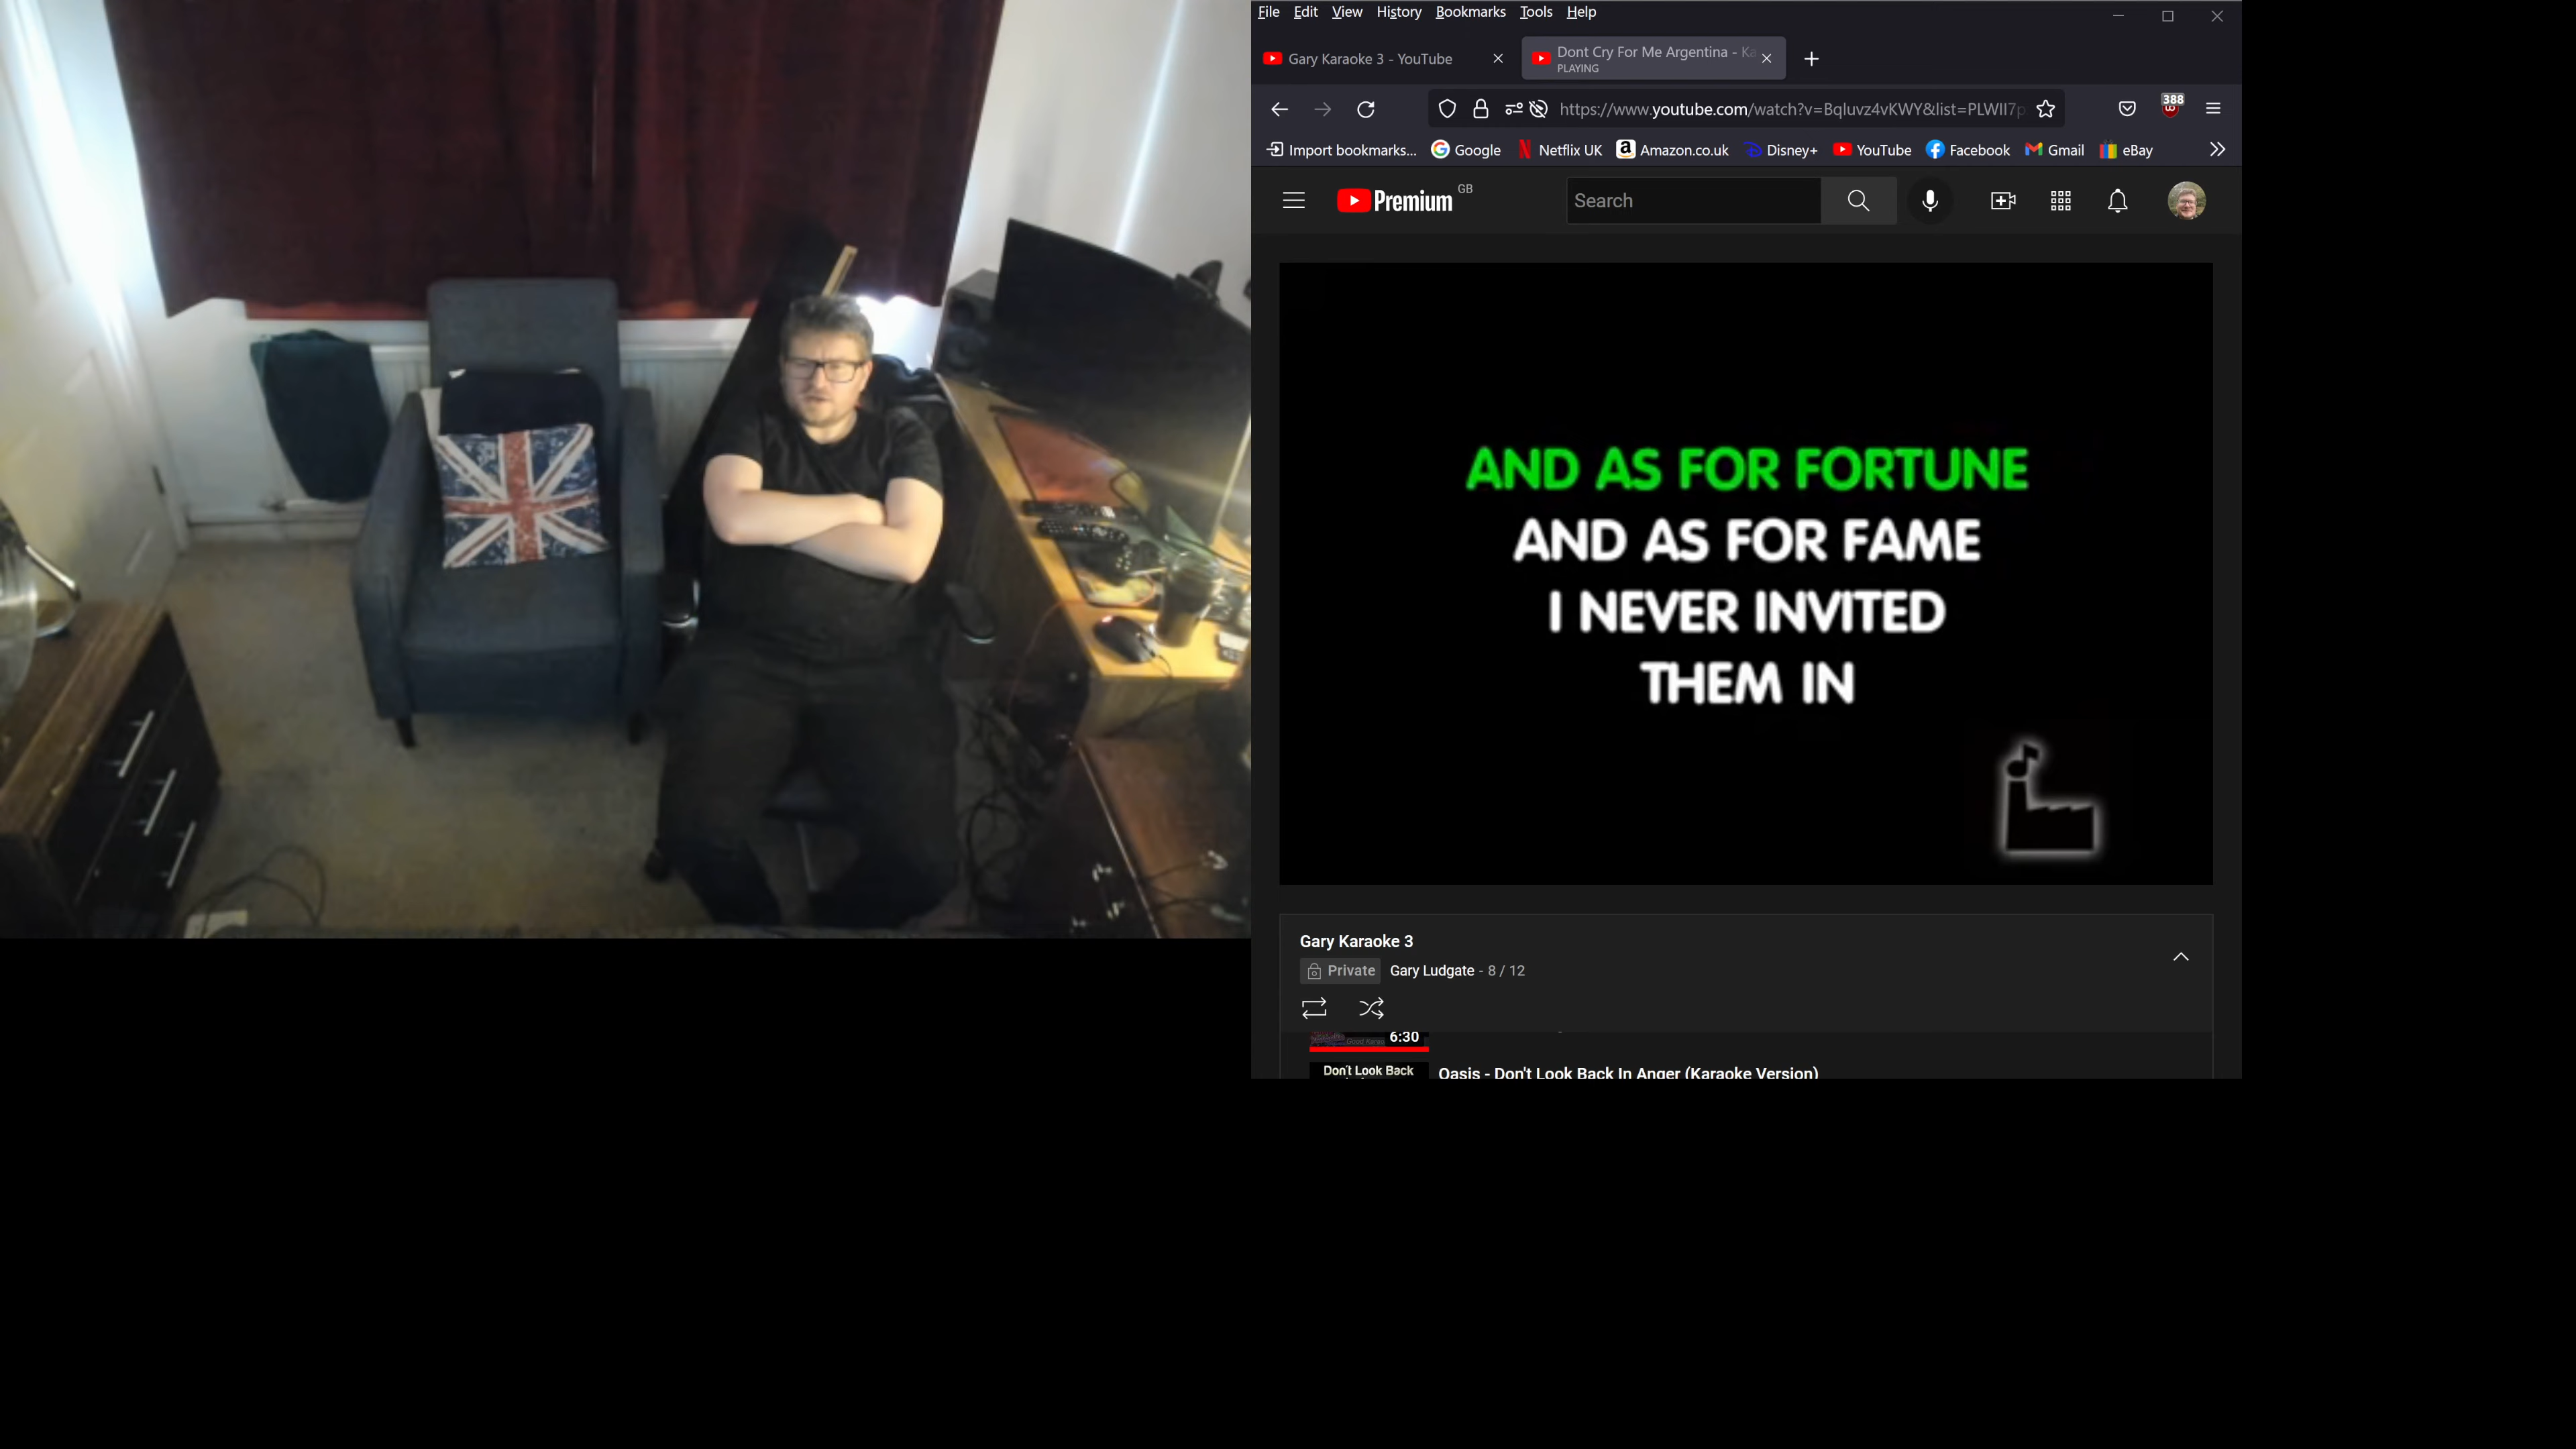 File Edit View History Bookmarks Tools Help
Gary Karaoke 3 - YouTube
Dont Cry For Me Argentina - Ka
PLAYING
https://www.youtube.com/watch?v=Bqluvz4vKWY&list=PLWIl7p
388
Import bookmarks... Google Netflix UK Amazon.co.uk Disney+ YouTube Facebook Gmail eBay
Premium GB
Search
AND AS FOR FORTUNE
AND AS FOR FAME
I NEVER INVITED
THEM IN
Gary Karaoke 3
Private Gary Ludgate - 8 / 12
6:30
Don't Look Back
Oasis - Don't Look Back In Anger (Karaoke Version)